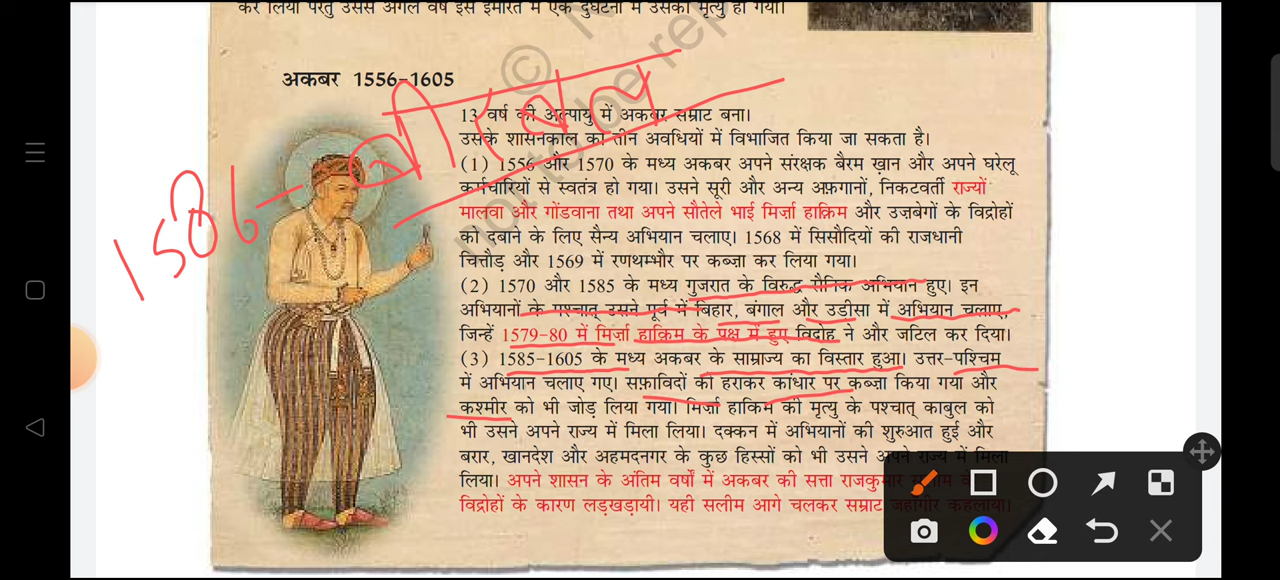 कर लिया परंतु उससे अगले वर्ष इस इमारत में एक दुर्घटना में उसकी मृत्यु हो गयी।
अकबर 1556-1605
13 वर्ष की अल्पायु में अकबर सम्राट बना।
उसके शासनकाल को तीन अवधियों में विभाजित किया जा सकता है।
(1) 1556 और 1570 के मध्य अकबर अपने संरक्षक बैरम ख़ान और अपने घरेलू
कर्मचारियों से स्वतंत्र हो गया। उसने सूरी और अन्य अफ़गानों, निकटवर्ती राज्यों
मालवा और गोंडवाना तथा अपने सौतेले भाई मिर्ज़ा हाक़िम और उज़बेगों के विद्रोहों
को दबाने के लिए सैन्य अभियान चलाए। 1568 में सिसौदियों की राजधानी
चित्तौड़ और 1569 में रणथम्भौर पर कब्ज़ा कर लिया गया।
(2) 1570 और 1585 के मध्य गुजरात के विरुद्ध सैनिक अभियान हुए। इन
अभियानों के पश्चात् उसने पूर्व में बिहार, बंगाल और उड़ीसा में अभियान चलाए,
जिन्हें 1579-80 में मिर्ज़ा हाक़िम के पक्ष में हुए विद्रोह ने और जटिल कर दिया।
(3) 1585-1605 के मध्य अकबर के साम्राज्य का विस्तार हुआ। उत्तर-पश्चिम
में अभियान चलाए गए। सफ़ाविदों को हराकर कांधार पर कब्ज़ा किया गया और
कश्मीर को भी जोड़ लिया गया। मिर्ज़ा हाकिम की मृत्यु के पश्चात् काबुल को
भी उसने अपने राज्य में मिला लिया। दक्कन में अभियानों की शुरुआत हुई और
बरार, खानदेश और अहमदनगर के कुछ हिस्सों को भी उसने अपने राज्य में मिला
लिया। अपने शासन के अंतिम वर्षों में अकबर की सत्ता राजकुमार सलीम के
विद्रोहों के कारण लड़खड़ायी। यही सलीम आगे चलकर सम्राट जहांगीर कहलाया।
1586- बीरबल
© N
not to be rep